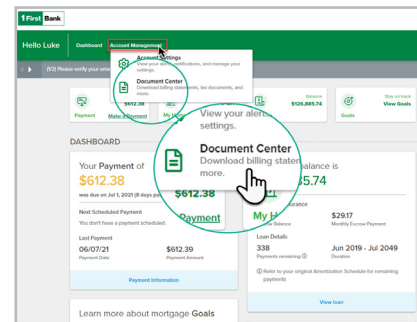 1First Bank
Hello Luke
Dashboard
Account Management
Account Settings
View your alerts, notifications, and manage your
settings.
Document Center
Download billing statements, tax documents, and
more.
(1/2) Please verify your
$612.38
Payment
Make a Payment
Balance
$126,885.74
Stay on track
View Goals
Goals
View your aler
settings.
Document Center
Download billing staten
more.
DASHBOARD
Your Payment of
$612.38
was due on Jul 1, 2021 (8 days
Next Scheduled Payment
You don't have a payment scheduled.
Last Payment
06/07/21
Payment Date
$612.39
Payment Amount
Payment Information
$612.38
Payment
My H
alance is
5.74
$29.17
Monthly Escrow Payment
Loan Details
338
Payments remaining
Jun 2019 - Jul 2049
Duration
Refer to your original Amortization Schedule for remaining
payments
View loan
Learn more about mortgage Goals